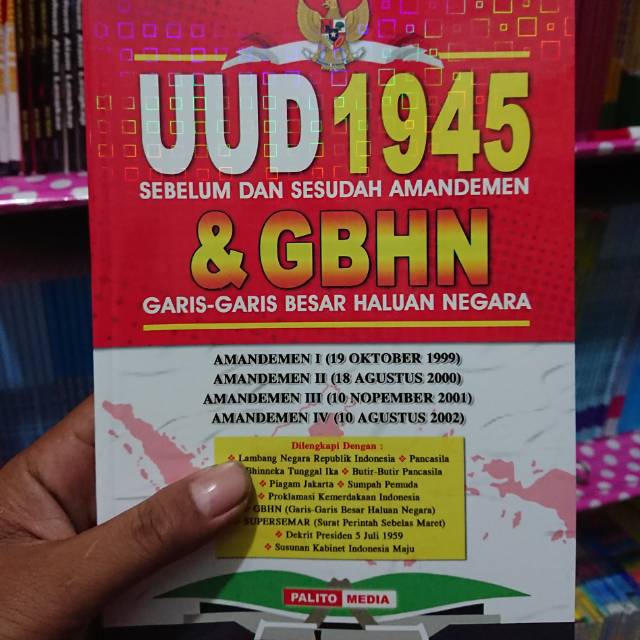 UUD 1945
SEBELUM DAN SESUDAH AMANDEMEN
& GBHN
GARIS-GARIS BESAR HALUAN NEGARA
AMANDEMEN I (19 OKTOBER 1999)
AMANDEMEN II (18 AGUSTUS 2000)
AMANDEMEN III (10 NOPEMBER 2001)
AMANDEMEN IV (10 AGUSTUS 2002)
Dilengkapi Dengan :
❖ Lambang Negara Republik Indonesia ❖ Pancasila
Bhinneka Tunggal Ika ❖ Butir-Butir Pancasila
❖ Piagam Jakarta ❖ Sumpah Pemuda
❖ Proklamasi Kemerdekaan Indonesia
GBHN (Garis-Garis Besar Haluan Negara)
❖ SUPERSEMAR (Surat Perintah Sebelas Maret)
❖ Dekrit Presiden 5 Juli 1959
❖ Susunan Kabinet Indonesia Maju
PALITO MEDIA